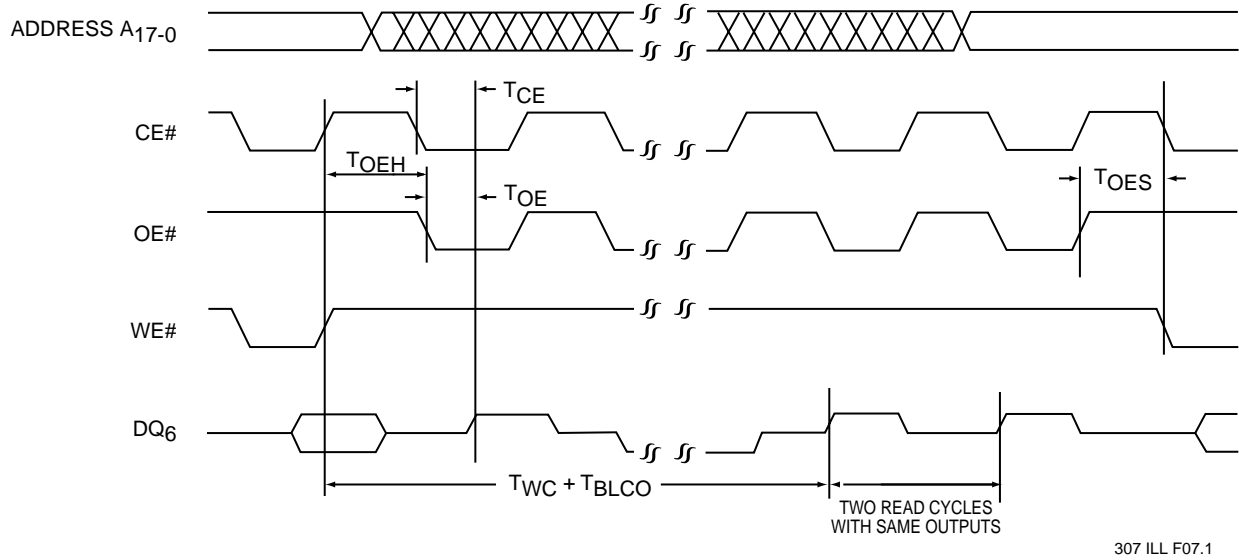 ADDRESS A17-0
TCE
CE#
TOEH
TOE
TOES
OE#
WE#
DQ6
TWC + TBLCO
TWO READ CYCLES
WITH SAME OUTPUTS
307 ILL F07.1